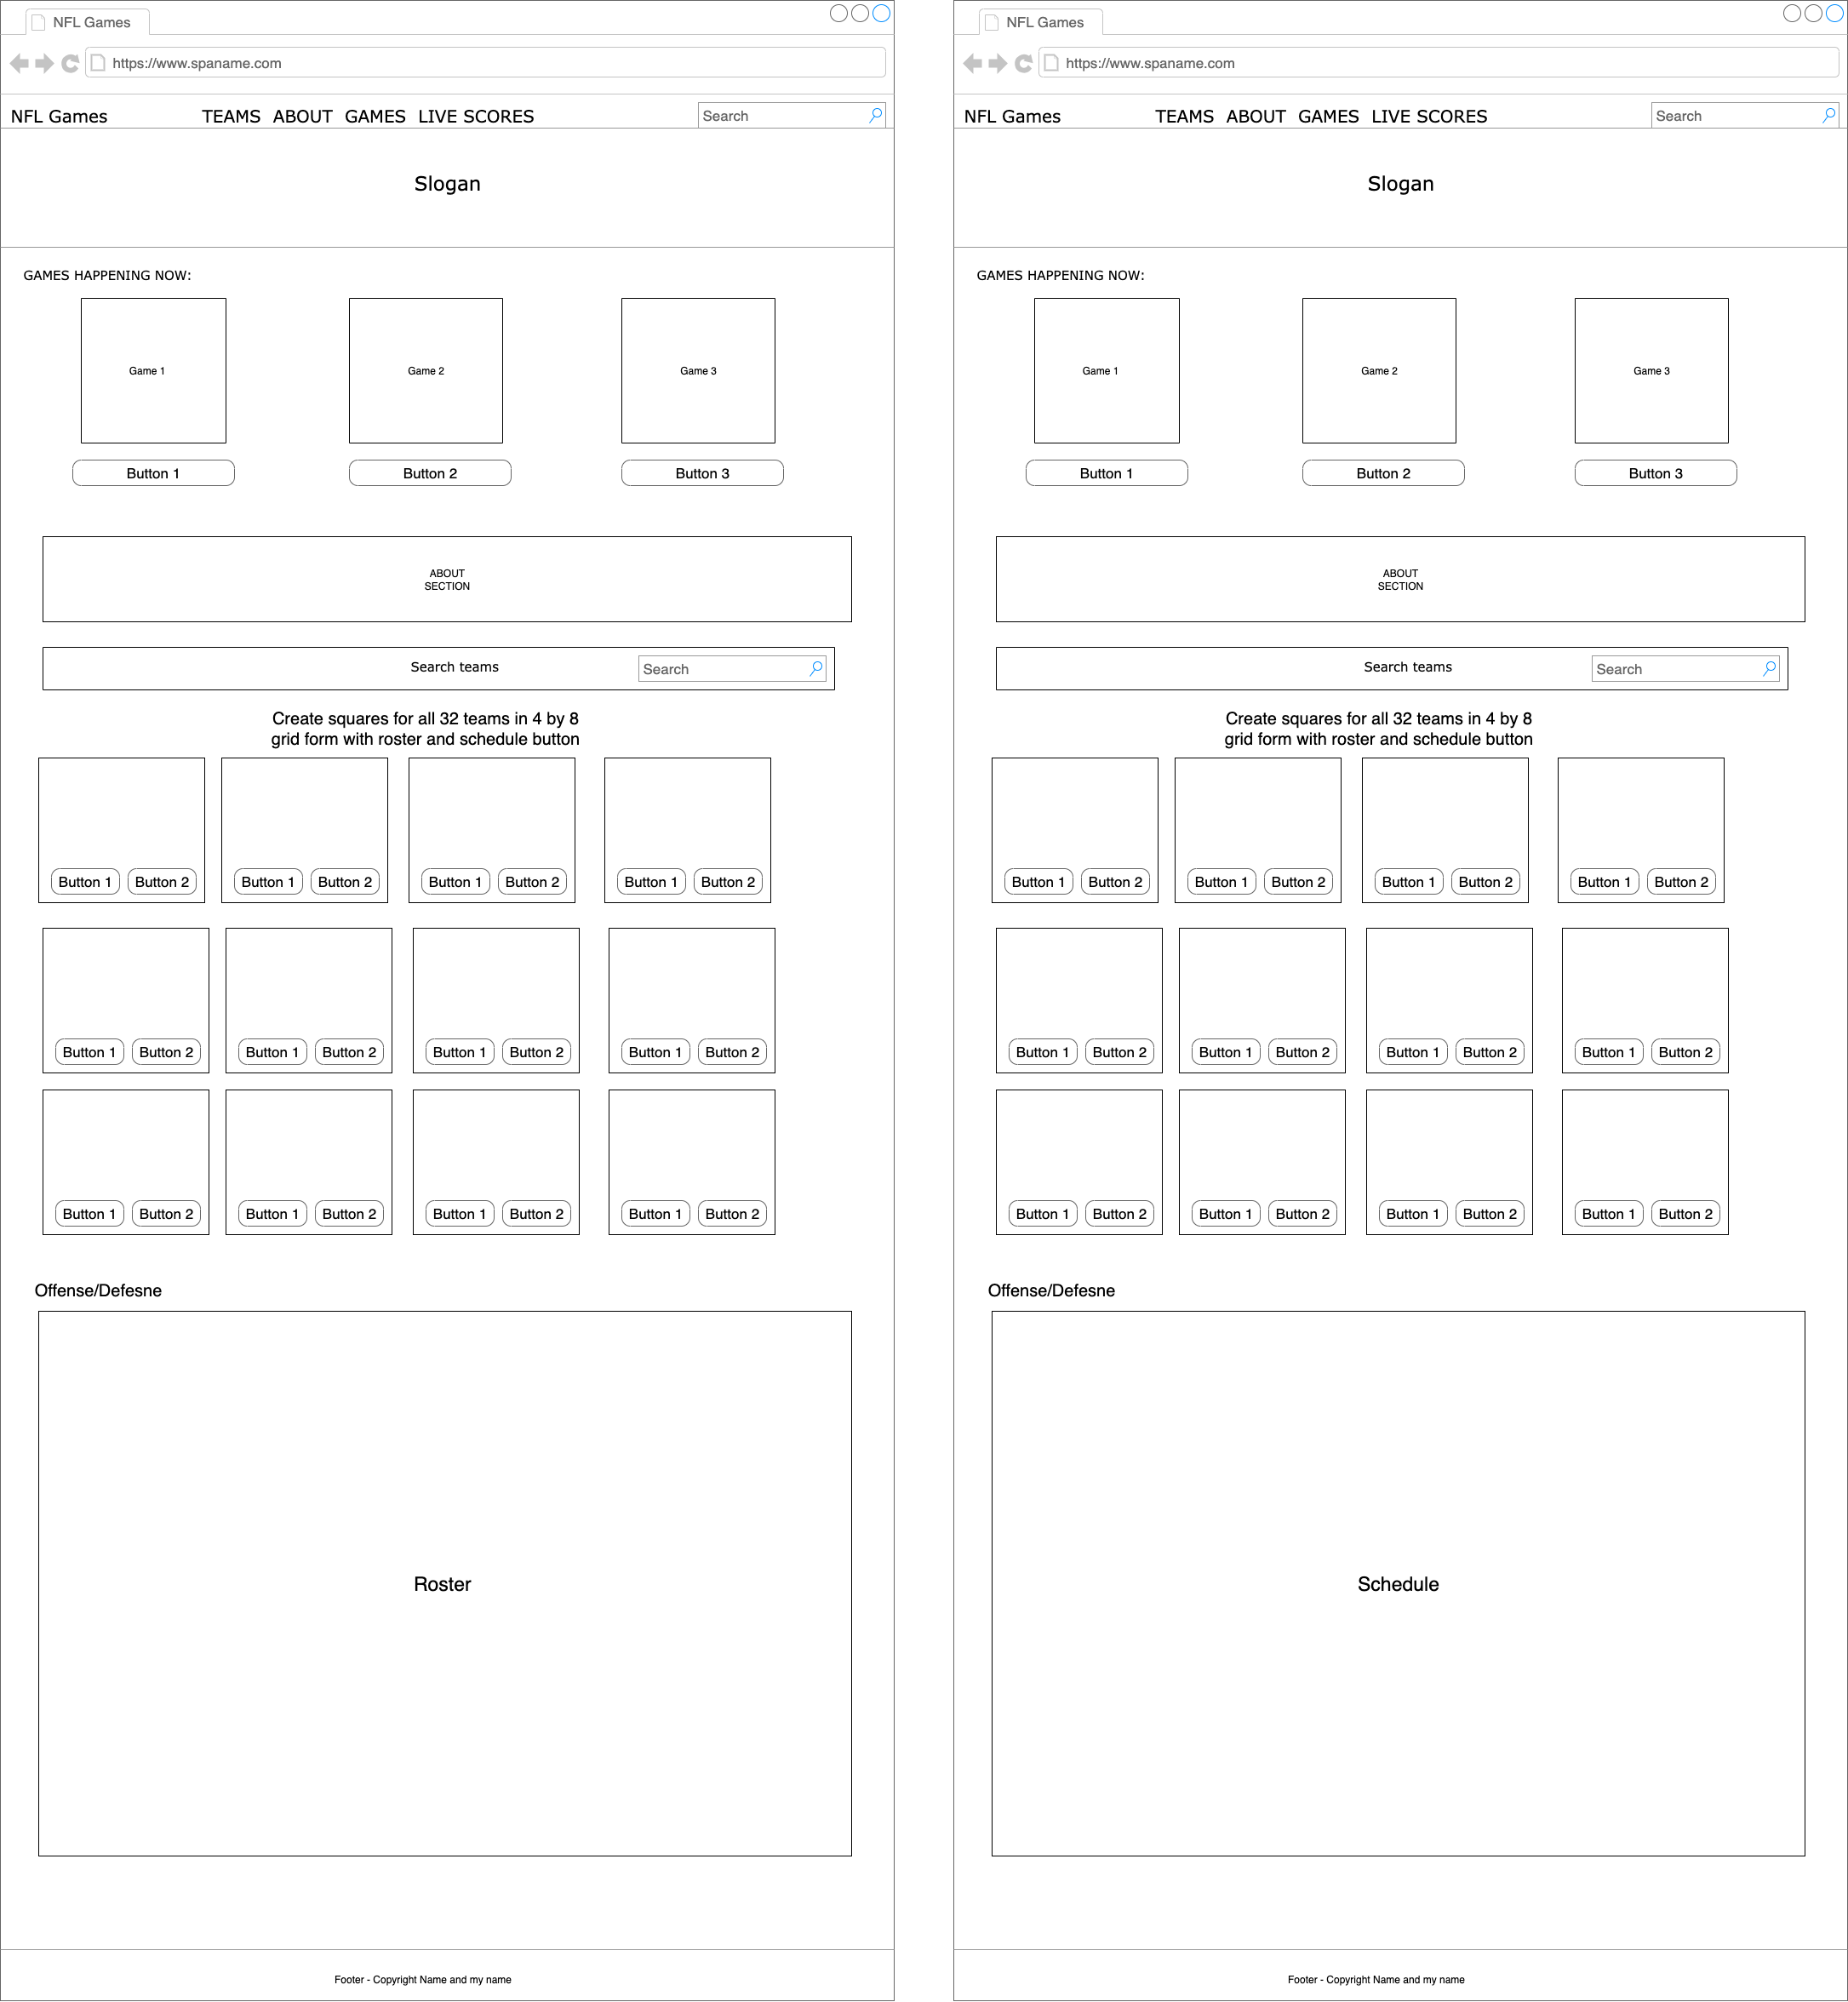 NFL Games
https://www.spaname.com
NFL Games TEAMS ABOUT GAMES LIVE SCORES Search
Slogan
GAMES HAPPENING NOW:
Game 1 Game 2 Game 3
Button 1 Button 2 Button 3
ABOUT
SECTION
Search teams Search
Create squares for all 32 teams in 4 by 8
grid form with roster and schedule button
Button 1 Button 2 Button 1 Button 2 Button 1 Button 2 Button 1 Button 2
Button 1 Button 2 Button 1 Button 2 Button 1 Button 2 Button 1 Button 2
Button 1 Button 2 Button 1 Button 2 Button 1 Button 2 Button 1 Button 2
Offense/Defesne
Roster
Footer - Copyright Name and my name
NFL Games
https://www.spaname.com
NFL Games TEAMS ABOUT GAMES LIVE SCORES Search
Slogan
GAMES HAPPENING NOW:
Game 1 Game 2 Game 3
Button 1 Button 2 Button 3
ABOUT
SECTION
Search teams Search
Create squares for all 32 teams in 4 by 8
grid form with roster and schedule button
Button 1 Button 2 Button 1 Button 2 Button 1 Button 2 Button 1 Button 2
Button 1 Button 2 Button 1 Button 2 Button 1 Button 2 Button 1 Button 2
Button 1 Button 2 Button 1 Button 2 Button 1 Button 2 Button 1 Button 2
Offense/Defesne
Schedule
Footer - Copyright Name and my name